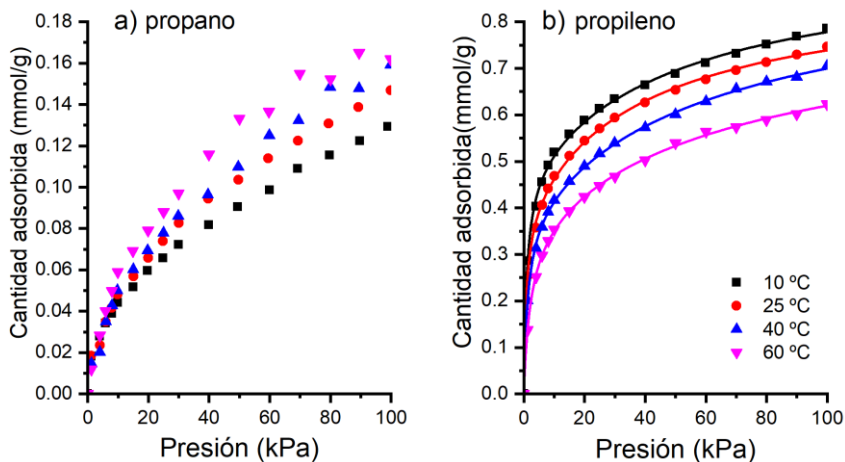 a) propano
Cantidad adsorbida (mmol/g)
0.18
0.16
0.14
0.12
0.10
0.08
0.06
0.04
0.02
0.00
0 20 40 60 80 100
Presión (kPa)
b) propileno
Cantidad adsorbida(mmol/g)
0.8
0.7
0.6
0.5
0.4
0.3
0.2
0.1
0.0
10 ºC
25 ºC
40 ºC
60 ºC
0 20 40 60 80 100
Presión (kPa)